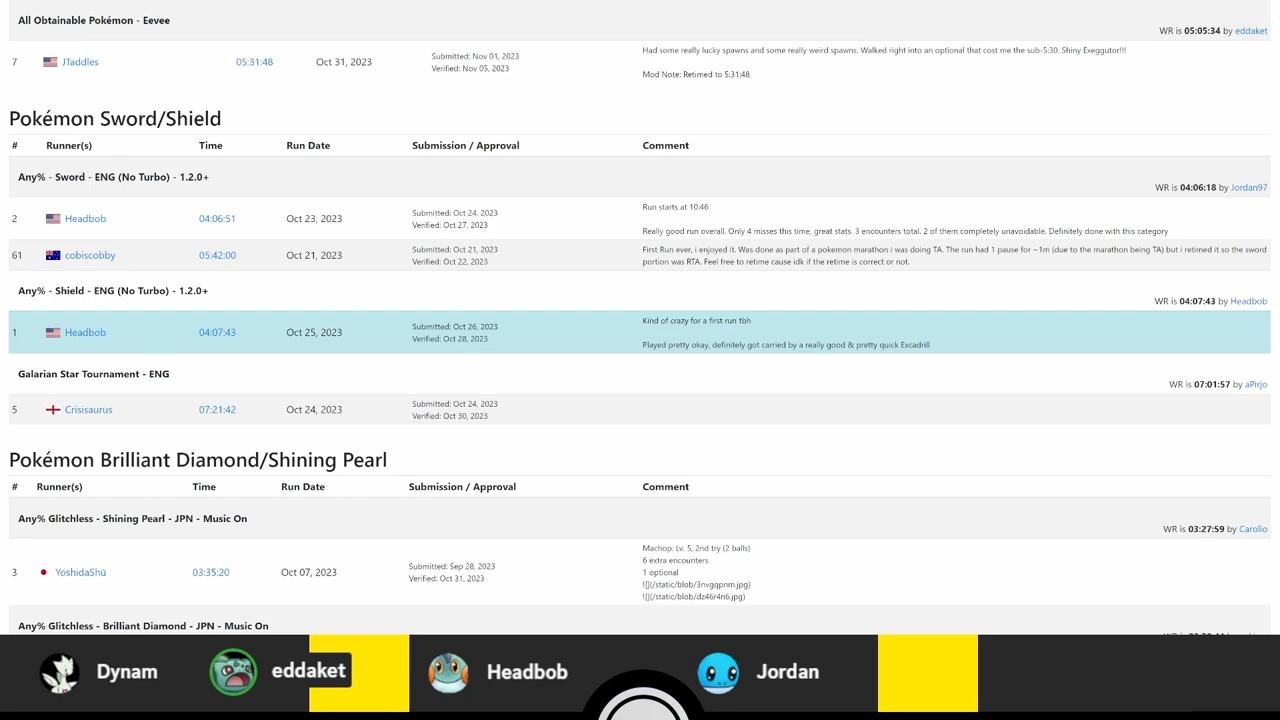 All Obtainable Pokémon - Eevee
WR is 05:05:34 by eddaket
7 JTaddles 05:31:48 Oct 31, 2023 Submitted: Nov 01, 2023
Verified: Nov 05, 2023
Had some really lucky spawns and some really weird spawns. Walked right into an optional that cost me the sub-5:30. Shiny Exeggutor!!!
Mod Note: Retimed to 5:31:48
Pokémon Sword/Shield
# Runner(s) Time Run Date Submission / Approval Comment
Any% - Sword - ENG (No Turbo) - 1.2.0+
WR is 04:06:18 by Jordan97
2 Headbob 04:06:51 Oct 23, 2023 Submitted: Oct 24, 2023
Verified: Oct 27, 2023
Run starts at 10:46
Really good run overall. Only 4 misses this time, great stats. 3 encounters total, 2 of them completely unavoidable. Definitely done with this category
61 cobiscobby 05:42:00 Oct 21, 2023 Submitted: Oct 21, 2023
Verified: Oct 22, 2023
First Run ever, i enjoyed it. Was done as part of a pokemon marathon i was doing TA. The run had 1 pause for ~1m (due to the marathon being TA) but i retimed it so the sword
portion was RTA. Feel free to retime cause idk if the retime is correct or not.
Any% - Shield - ENG (No Turbo) - 1.2.0+
WR is 04:07:43 by Headbob
1 Headbob 04:07:43 Oct 25, 2023 Submitted: Oct 26, 2023
Verified: Oct 28, 2023
Kind of crazy for a first run tbh
Played pretty okay, definitely got carried by a really good & pretty quick Excadrill
Galarian Star Tournament - ENG
WR is 07:01:57 by aPirjo
5 Crisisaurus 07:21:42 Oct 24, 2023 Submitted: Oct 24, 2023
Verified: Oct 30, 2023
Pokémon Brilliant Diamond/Shining Pearl
# Runner(s) Time Run Date Submission / Approval Comment
Any% Glitchless - Shining Pearl - JPN - Music On
WR is 03:27:59 by Carolio
3 YoshidaShū 03:35:20 Oct 07, 2023 Submitted: Sep 28, 2023
Verified: Oct 31, 2023
Machop: Lv. 5, 2nd try (2 balls)
6 extra encounters
1 optional
![](/static/blob/3nvgqpnm.jpg)
![](/static/blob/dz46r4n6.jpg)
Any% Glitchless - Brilliant Diamond - JPN - Music On
Dynam eddaket Headbob Jordan